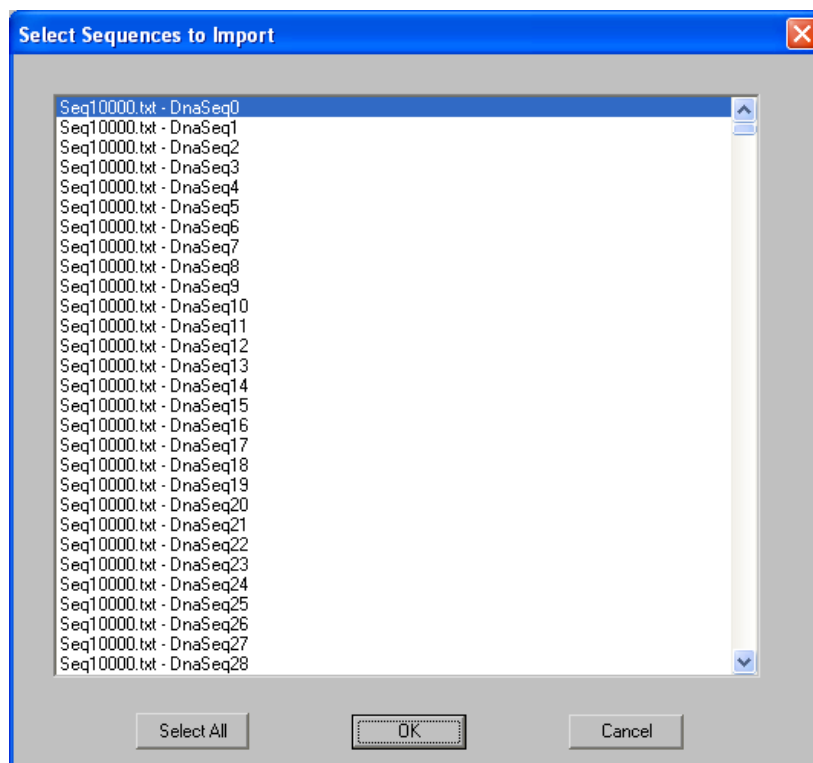 Select Sequences to Import
Seq10000.txt - DnaSeq0
Seq10000.txt - DnaSeq1
Seq10000.txt - DnaSeq2
Seq10000.txt - DnaSeq3
Seq10000.txt - DnaSeq4
Seq10000.txt - DnaSeq5
Seq10000.txt - DnaSeq6
Seq10000.txt - DnaSeq7
Seq10000.txt - DnaSeq8
Seq10000.txt - DnaSeq9
Seq10000.txt - DnaSeq10
Seq10000.txt - DnaSeq11
Seq10000.txt - DnaSeq12
Seq10000.txt - DnaSeq13
Seq10000.txt - DnaSeq14
Seq10000.txt - DnaSeq15
Seq10000.txt - DnaSeq16
Seq10000.txt - DnaSeq17
Seq10000.txt - DnaSeq18
Seq10000.txt - DnaSeq19
Seq10000.txt - DnaSeq20
Seq10000.txt - DnaSeq21
Seq10000.txt - DnaSeq22
Seq10000.txt - DnaSeq23
Seq10000.txt - DnaSeq24
Seq10000.txt - DnaSeq25
Seq10000.txt - DnaSeq26
Seq10000.txt - DnaSeq27
Seq10000.txt - DnaSeq28
Select All OK Cancel